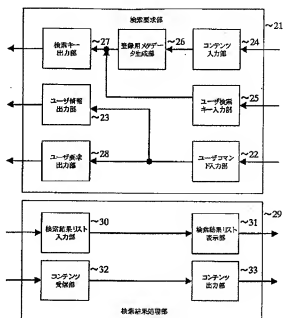 検索要求部
~21
検索キー
出力部
~27
登録用メタデー
タ生成部
~26
コンテンツ
入力部
~24
ユーザ情報
出力部
~23
ユーザ検索
キー入力部
~25
ユーザ要求
出力部
~28
ユーザコマン
ド入力部
~22
~29
検索結果リスト
入力部
~30
検索結果リスト
表示部
~31
コンテンツ
受信部
~32
コンテンツ
出力部
~33
検索結果処理部